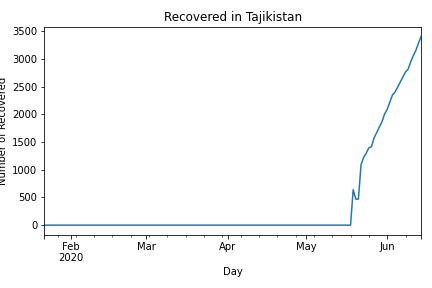 Recovered in Tajikistan
Number of Recovered
3500
3000
2500
2000
1500
1000
500
0
Feb
2020
Mar
Apr
May
Jun
Day